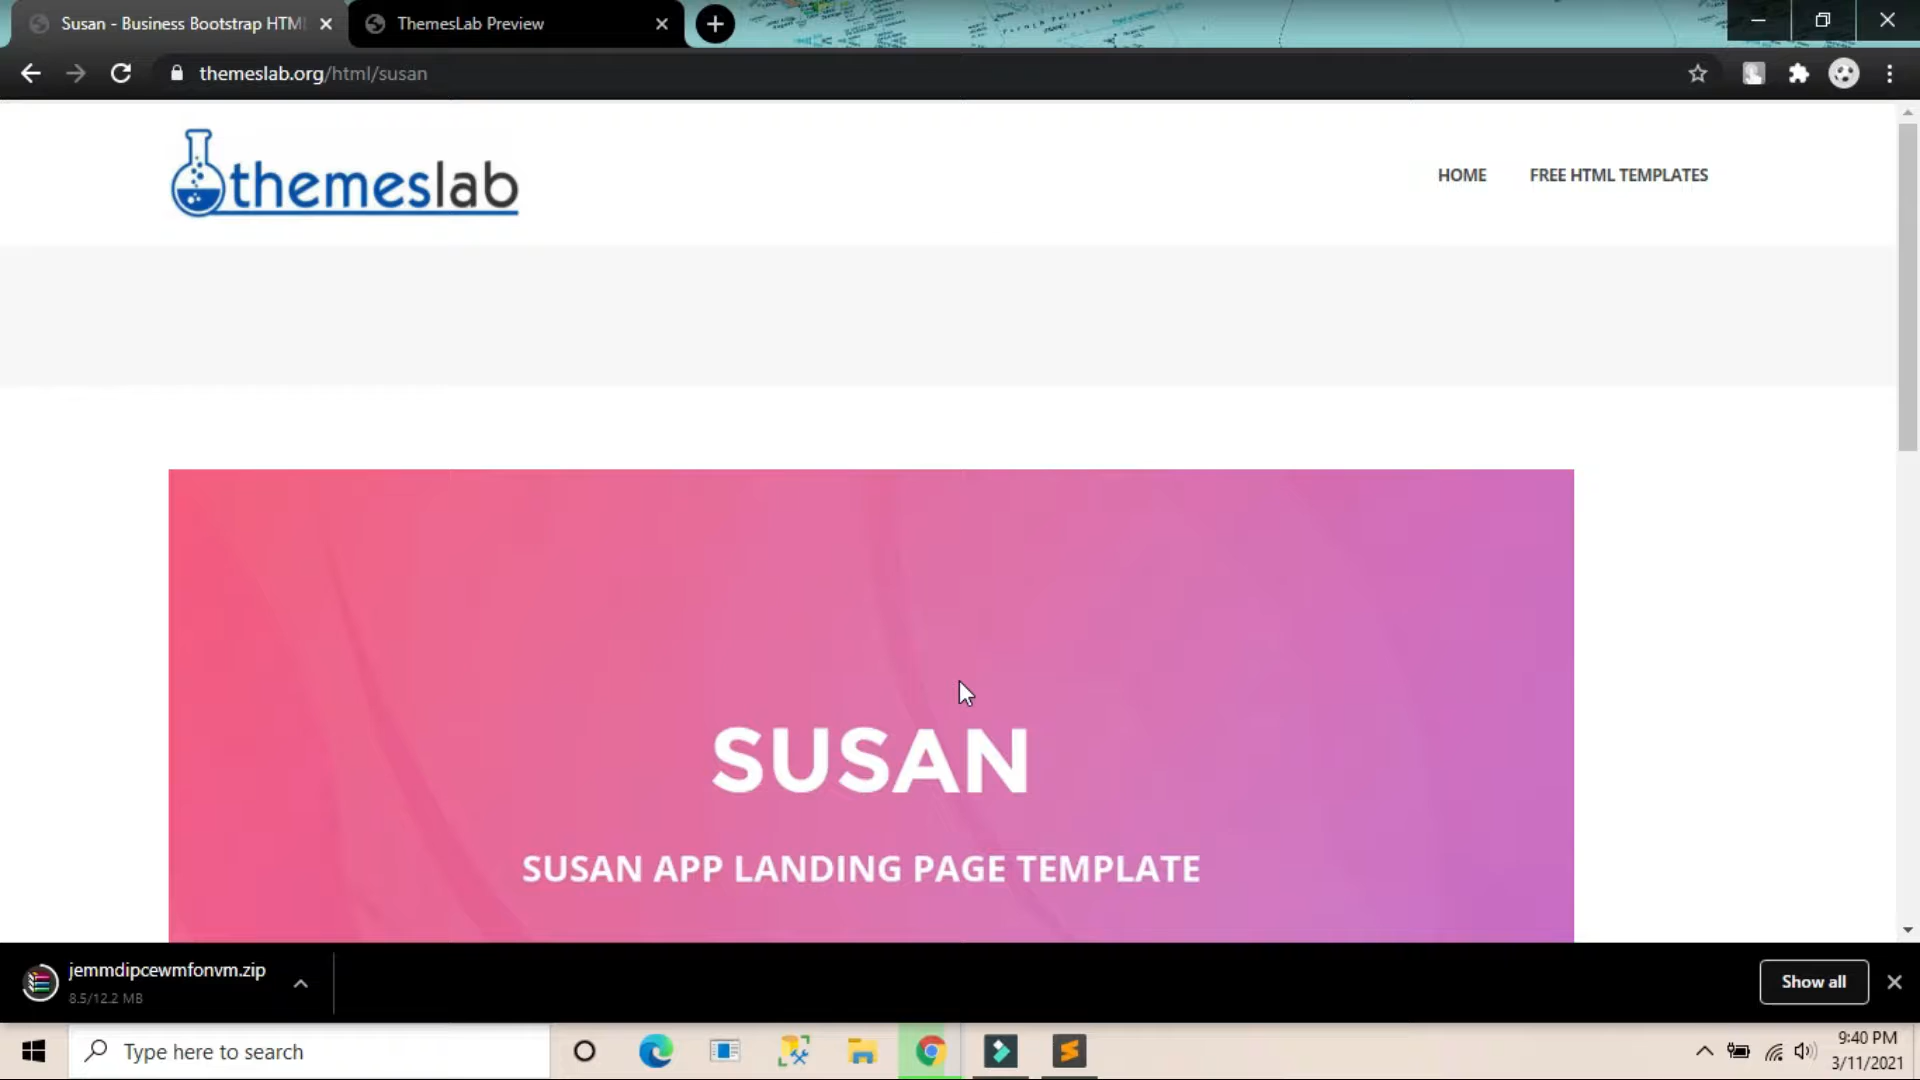 Susan - Business Bootstrap HTM
ThemesLab Preview
themeslab.org/html/susan
themeslab
HOME
FREE HTML TEMPLATES
SUSAN
SUSAN APP LANDING PAGE TEMPLATE
jemmdipcewmfonvm.zip
8.5/12.2 MB
Show all
Type here to search
9:40 PM
3/11/2021